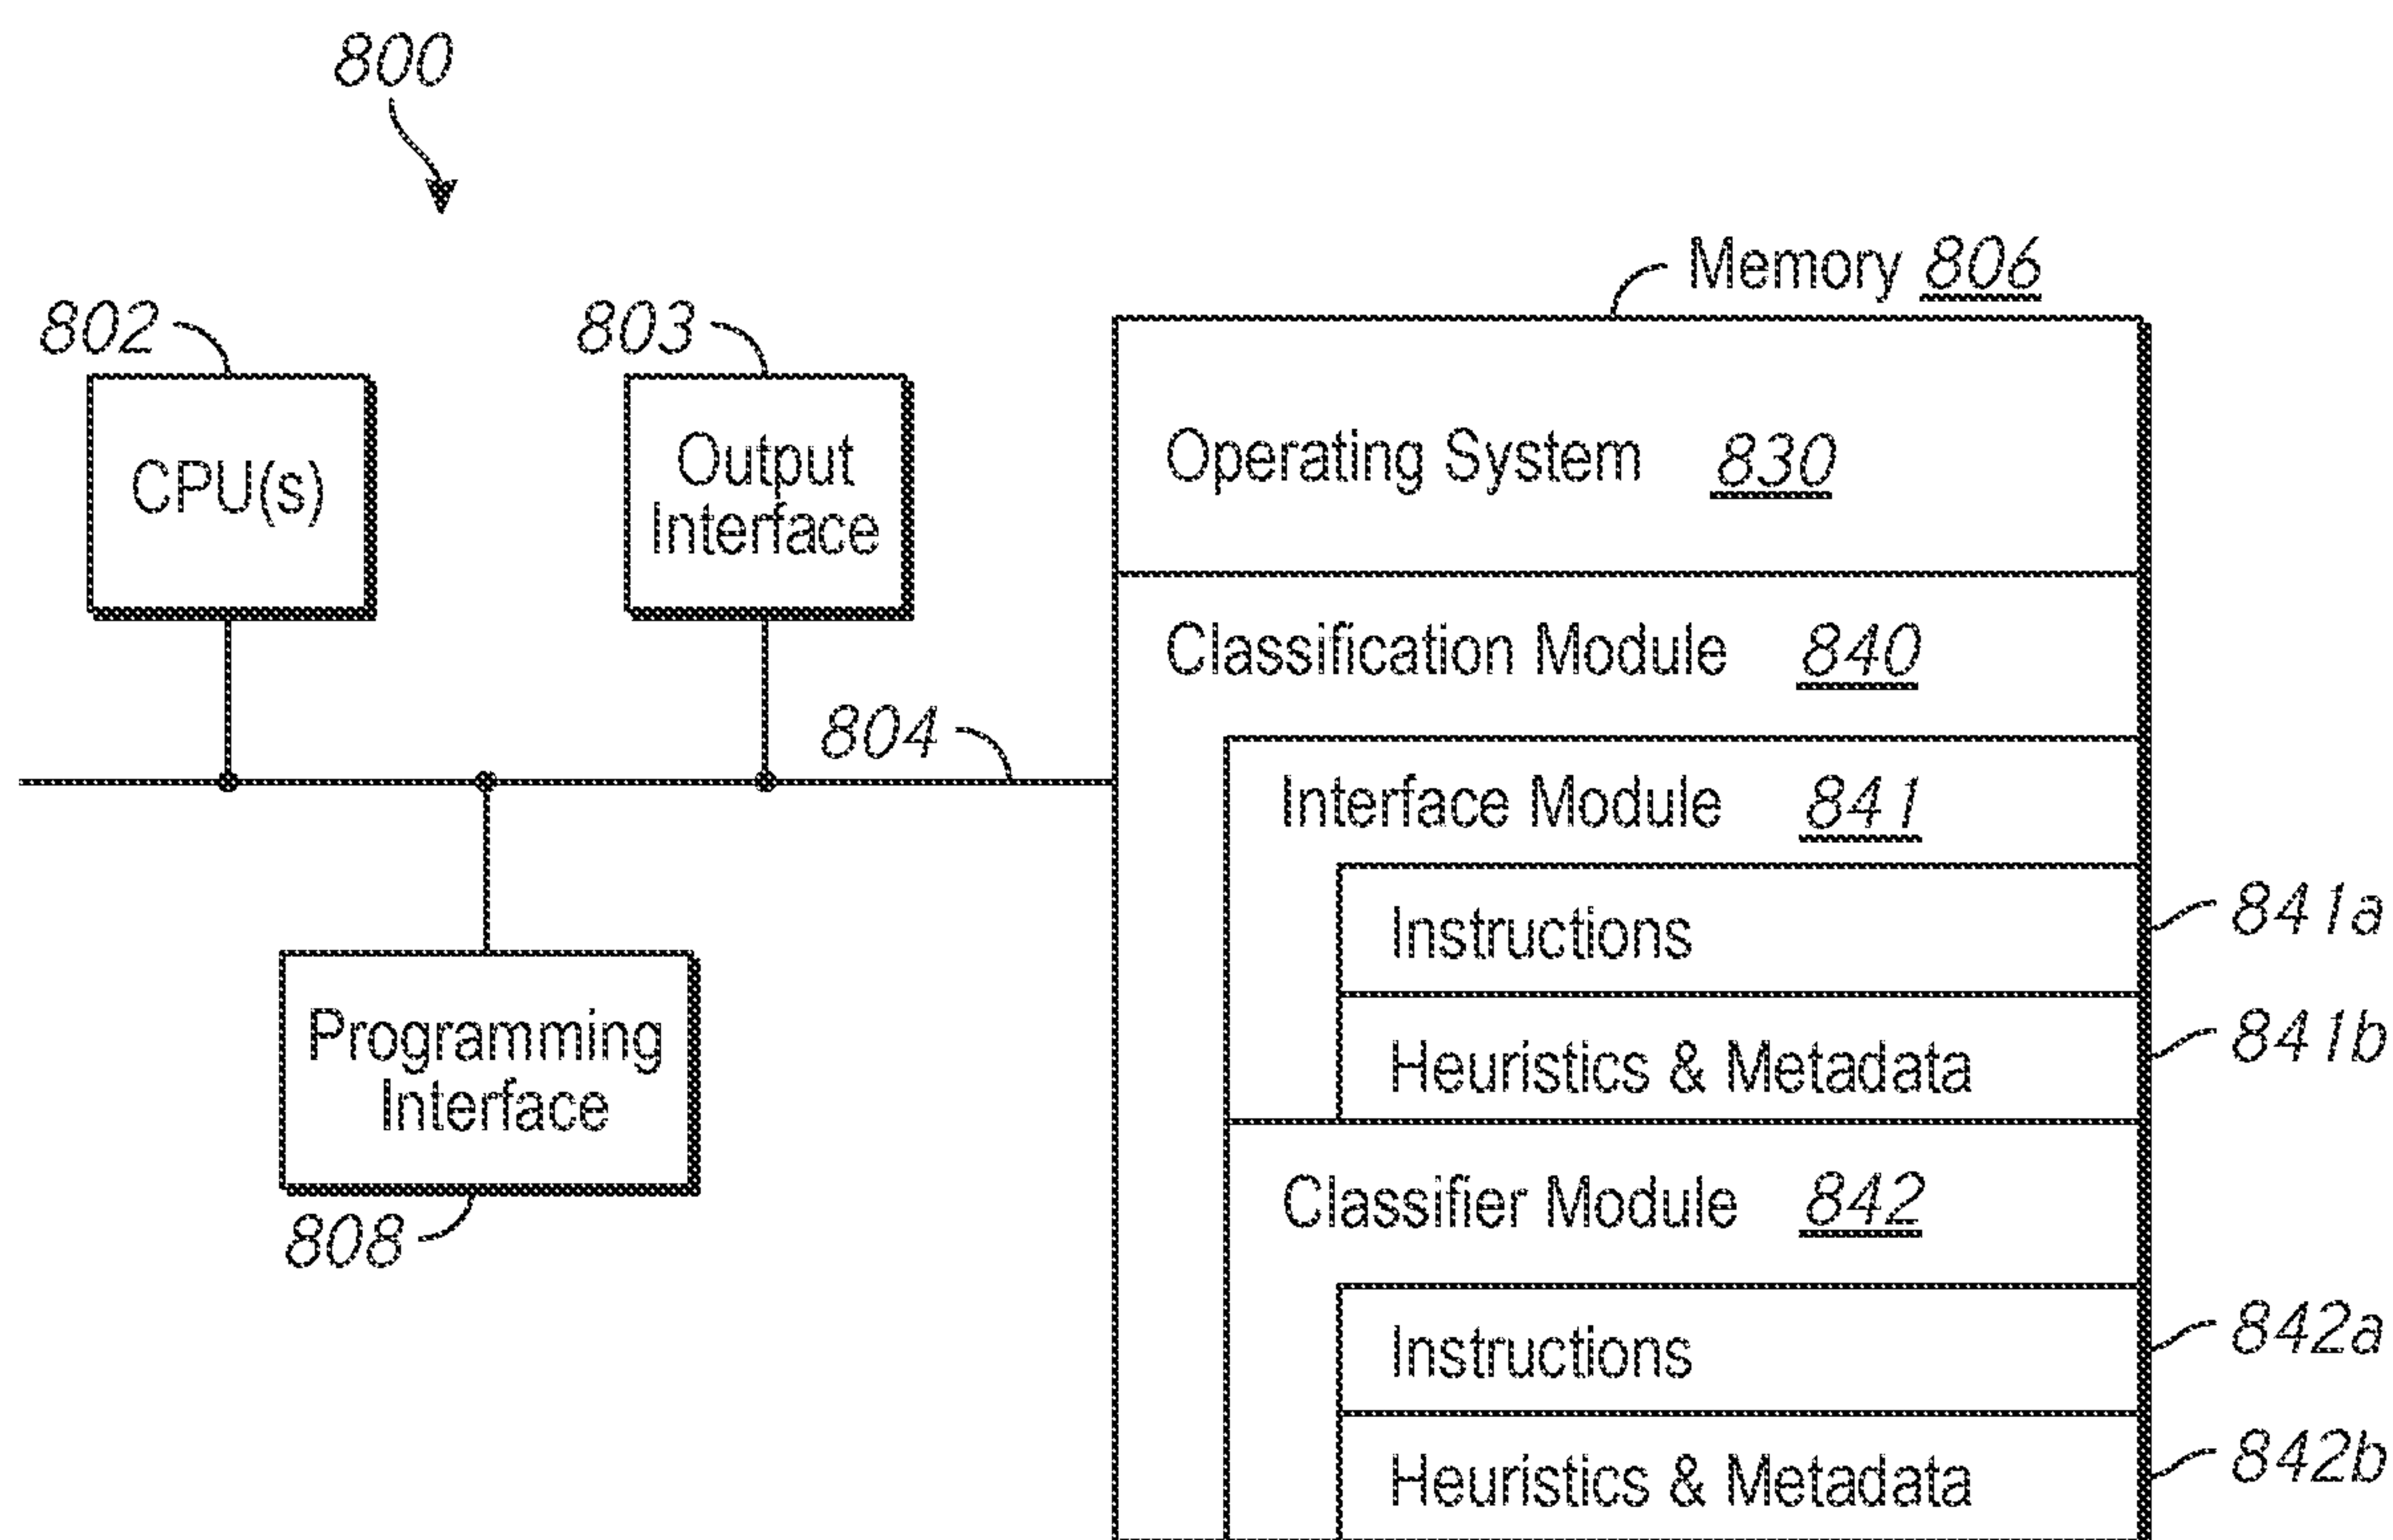 800
Memory 806
802
803
CPU(s)
Output
Interface
Operating System 830
Classification Module 840
804
Interface Module 841
Instructions
841a
Heuristics & Metadata
841b
Programming
Interface
808
Classifier Module 842
Instructions
842a
Heuristics & Metadata
842b